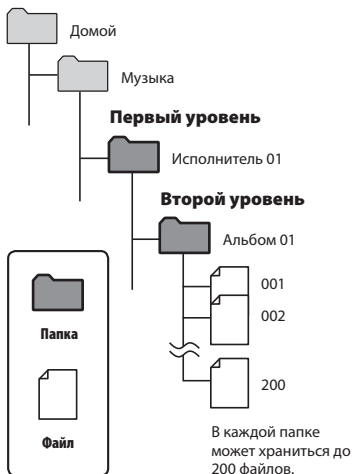 Домой
Музыка
Первый уровень
Исполнитель 01
Второй уровень
Альбом 01
001
002
200
Папка
Файл
В каждой папке
может храниться до
200 файлов.